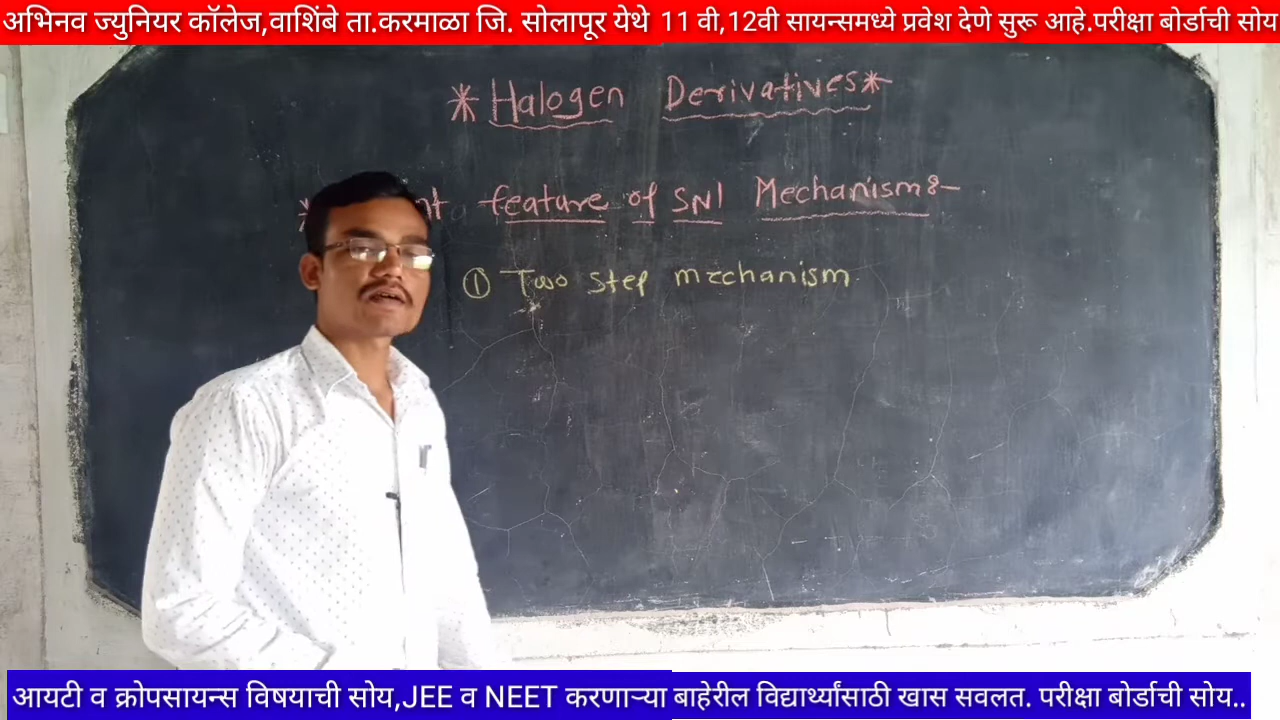 अभिनव ज्युनियर कॉलेज,वाशिंबे ता.करमाळा जि. सोलापूर येथे 11 वी,12वी सायन्समध्ये प्रवेश देणे सुरू आहे.परीक्षा बोर्डाची सोय
*Halogen Derivatives*
* nt feature of SN1 Mechanism:-
① Two step mechanism
आयटी व क्रोपसायन्स विषयाची सोय,JEE व NEET करणाऱ्या बाहेरील विद्यार्थ्यांसाठी खास सवलत. परीक्षा बोर्डाची सोय..